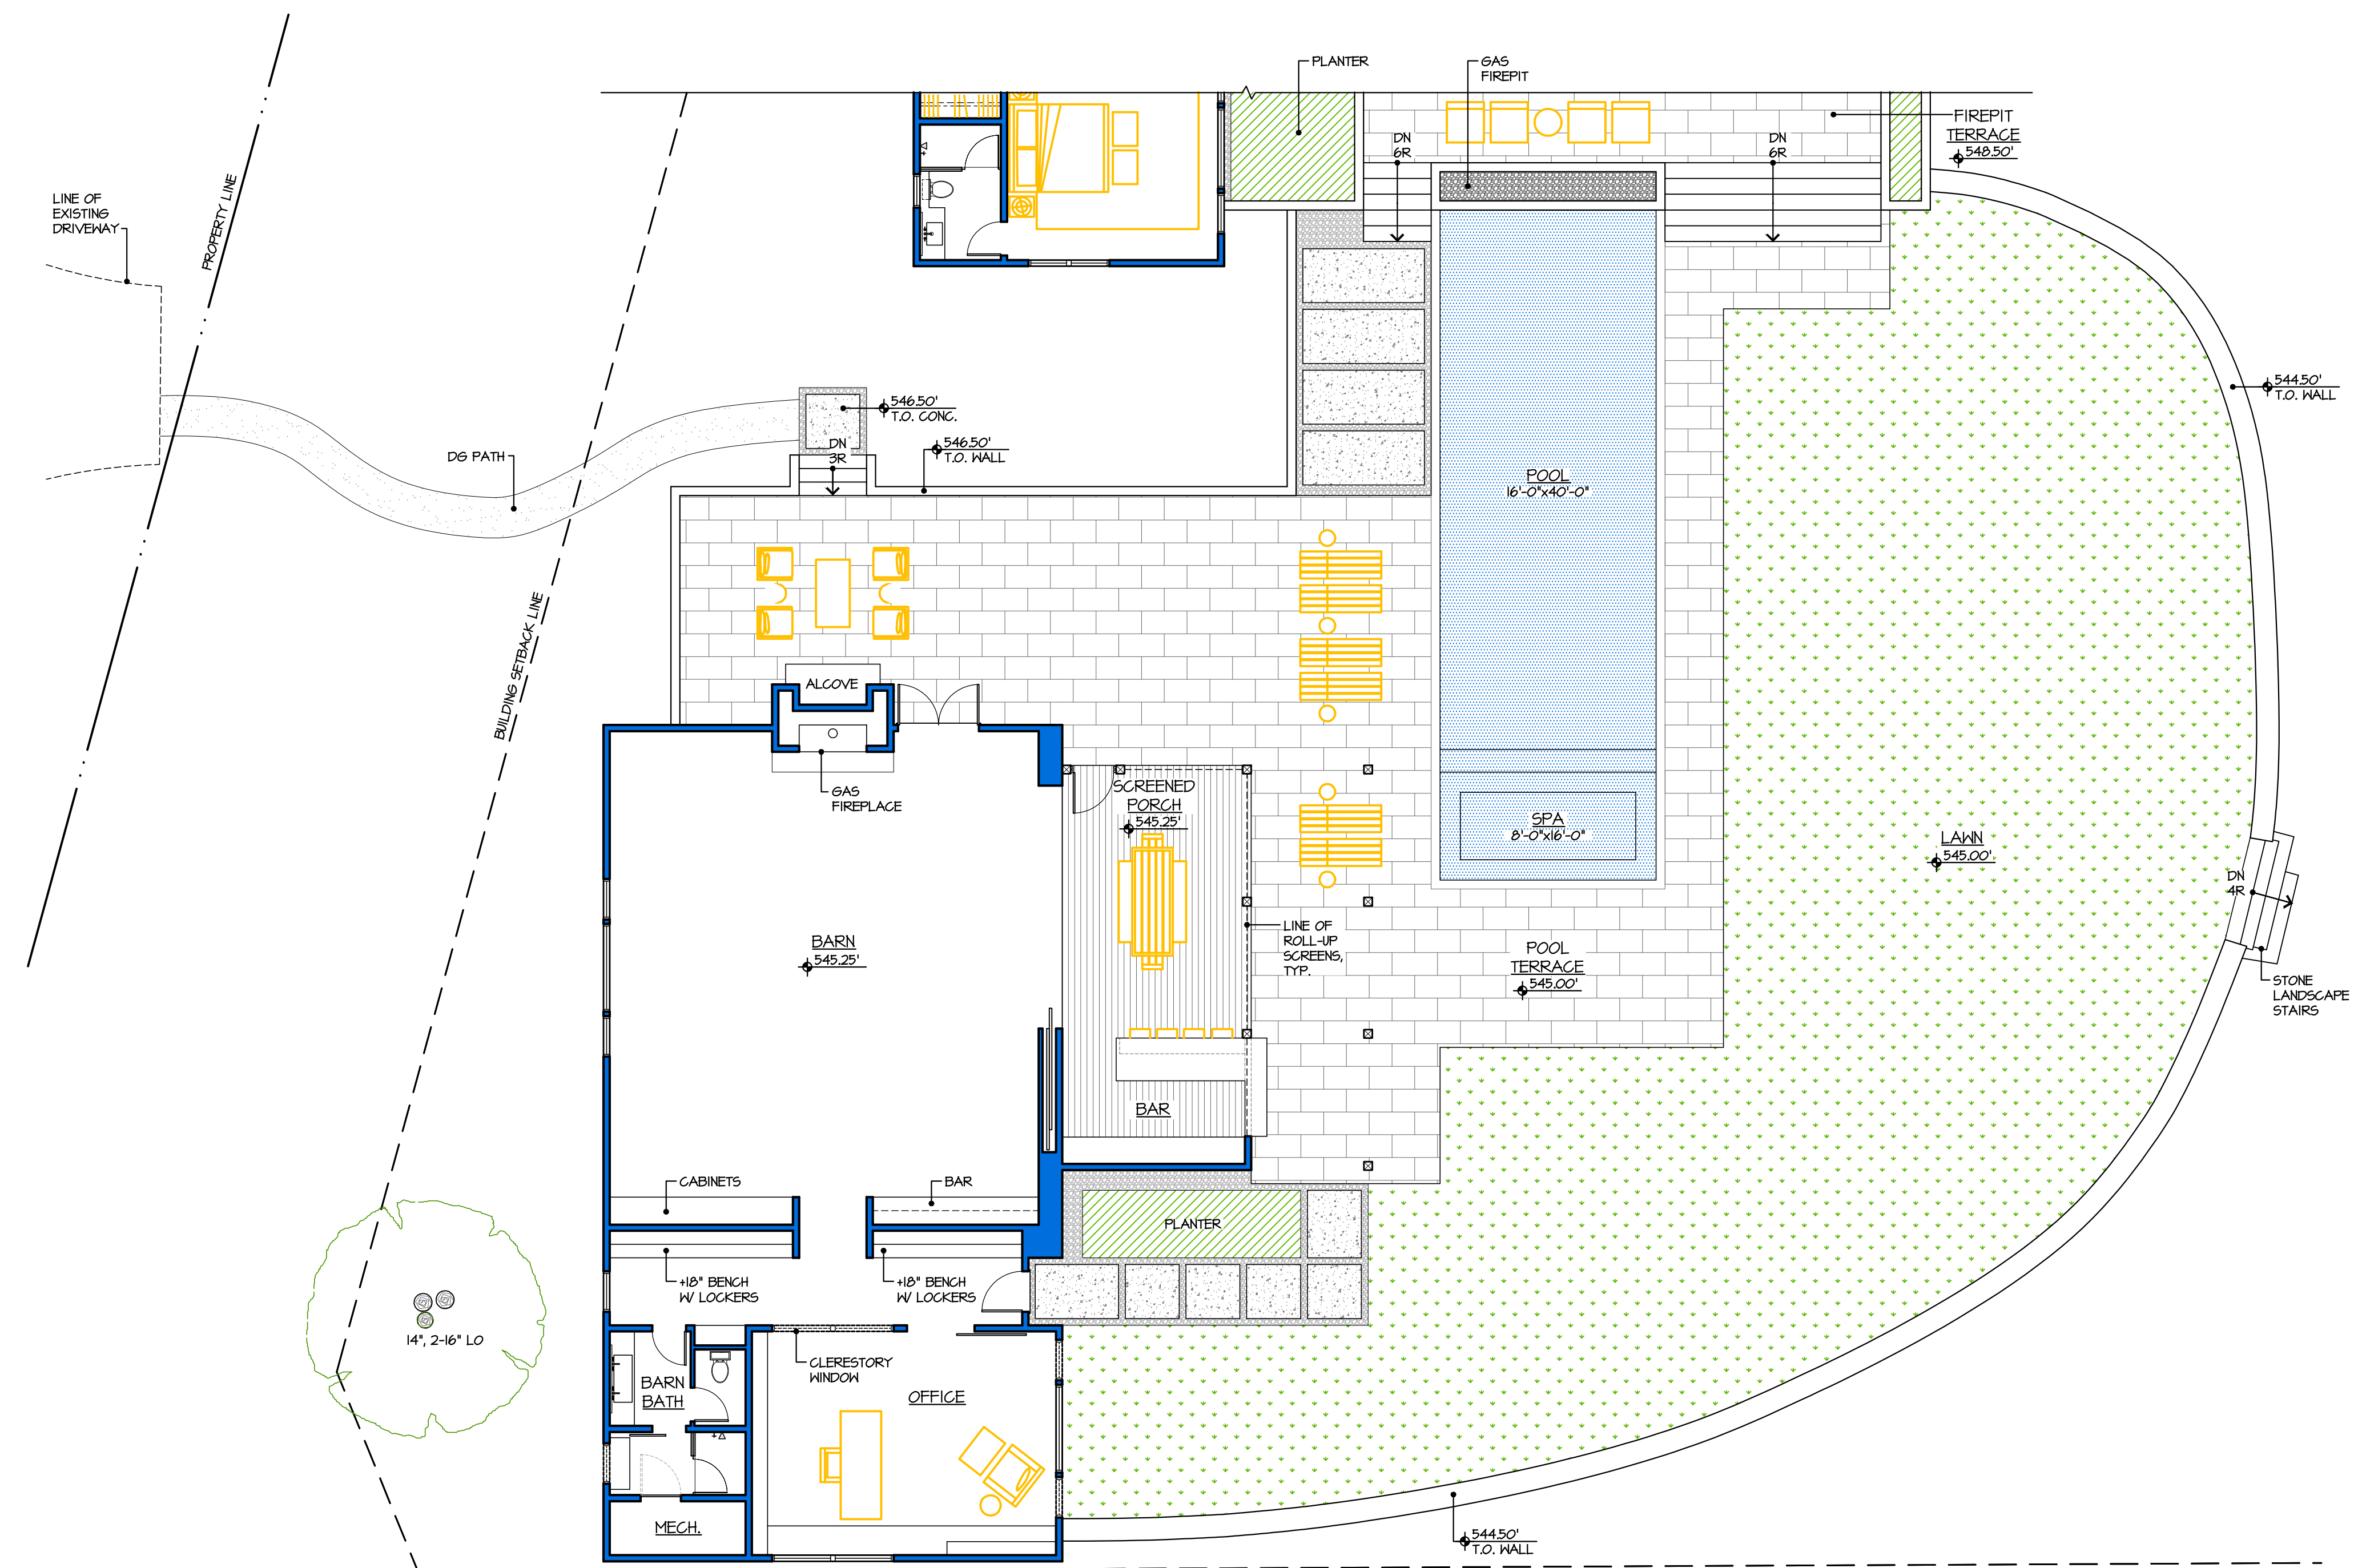 PLANTER
GAS
FIREPIT
FIREPIT
TERRACE
548.50'
DN
6R
DN
6R
LINE OF
EXISTING
DRIVEWAY
PROPERTY LINE
544.50'
T.O. WALL
546.50'
T.O. CONC.
DN
3R
546.50'
T.O. WALL
DG PATH
POOL
16'-0"x40'-0"
BUILDING SETBACK LINE
ALCOVE
GAS
FIREPLACE
SCREENED
PORCH
545.25'
SPA
8'-0"x16'-0"
LAWN
545.00'
DN
4R
BARN
545.25'
LINE OF
ROLL-UP
SCREENS,
TYP.
POOL
TERRACE
545.00'
STONE
LANDSCAPE
STAIRS
BAR
CABINETS
BAR
PLANTER
+18" BENCH
W/ LOCKERS
+18" BENCH
W/ LOCKERS
14", 2-16" LO
CLERESTORY
WINDOW
BARN
BATH
OFFICE
MECH.
544.50'
T.O. WALL